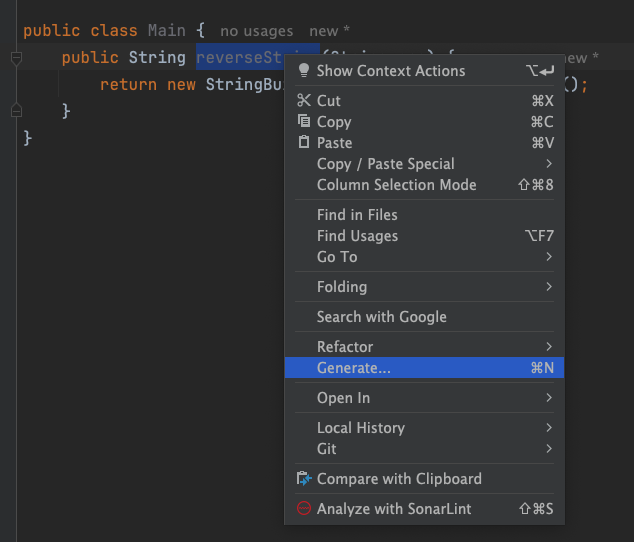 public class Main { no usages new *
public String reverseSt
return new StringBu ();
}
}
new *
Show Context Actions ⌥↩
Cut ⌘X
Copy ⌘C
Paste ⌘V
Copy / Paste Special >
Column Selection Mode ⇧⌘8
Find in Files
Find Usages ⌥F7
Go To >
Folding >
Search with Google
Refactor >
Generate... ⌘N
Open In >
Local History >
Git >
Compare with Clipboard
Analyze with SonarLint ⇧⌘S